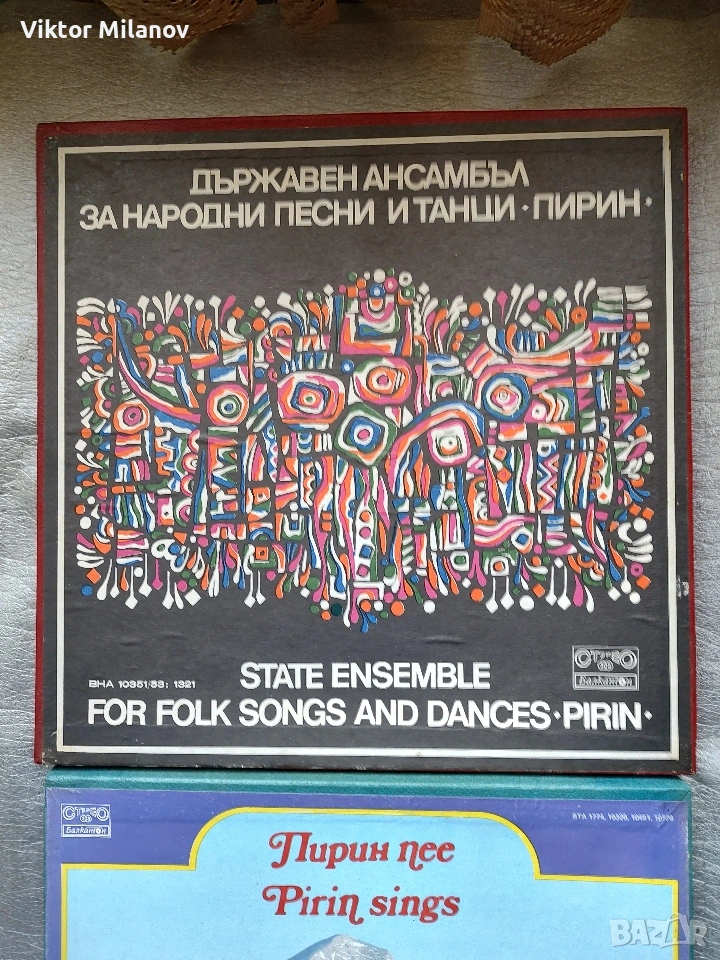 Viktor Milanov
ДЪРЖАВЕН АНСАМБЪЛ
ЗА НАРОДНИ ПЕСНИ И ТАНЦИ · ПИРИН ·
СТЕРЕО
Балкантон
ВНА 10351/53; 1321
STATE ENSEMBLE
FOR FOLK SONGS AND DANCES · PIRIN ·
СТЕРЕО
Балкантон
Пирин пее
Pirin sings
BAZAR